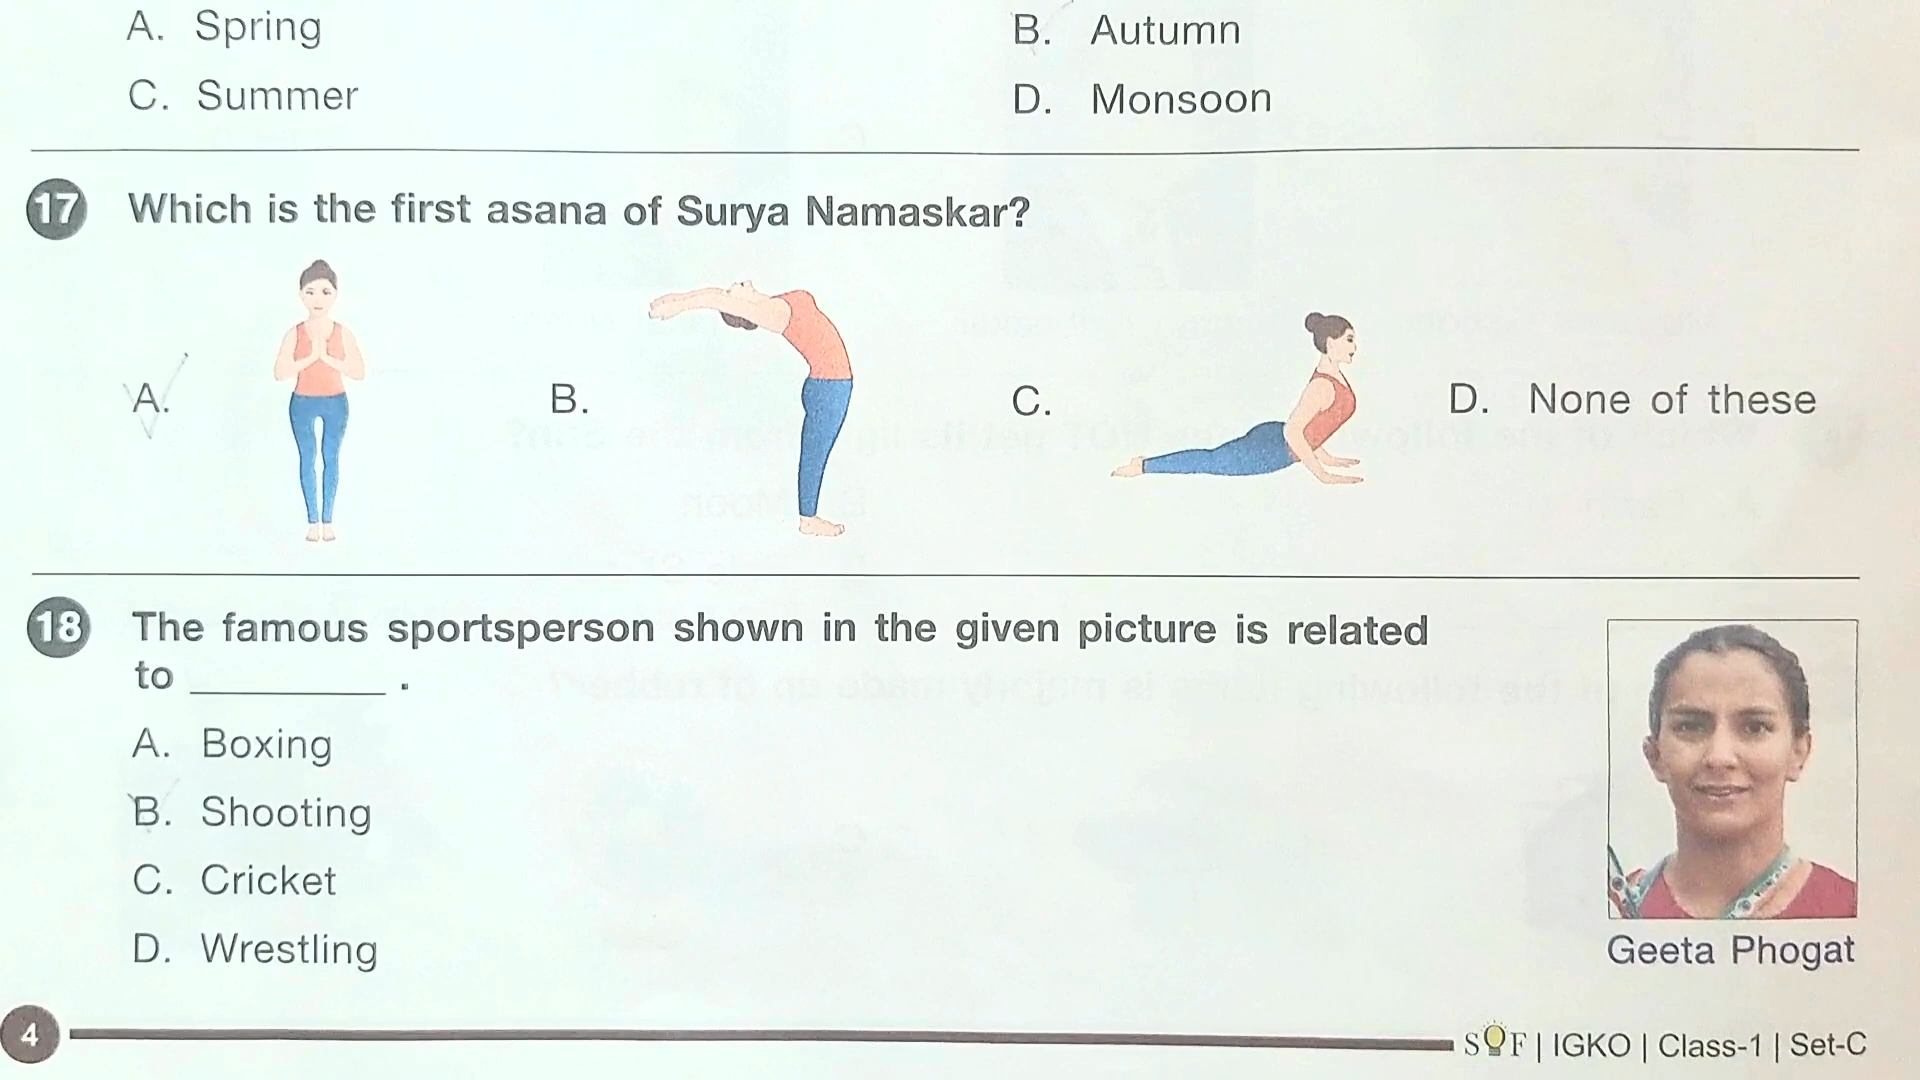 A. Spring
B. Autumn
C. Summer
D. Monsoon
17 Which is the first asana of Surya Namaskar?
A.
B.
C.
D. None of these
18 The famous sportsperson shown in the given picture is related
to ________ .
A. Boxing
B. Shooting
C. Cricket
D. Wrestling
Geeta Phogat
4
SOF | IGKO | Class-1 | Set-C